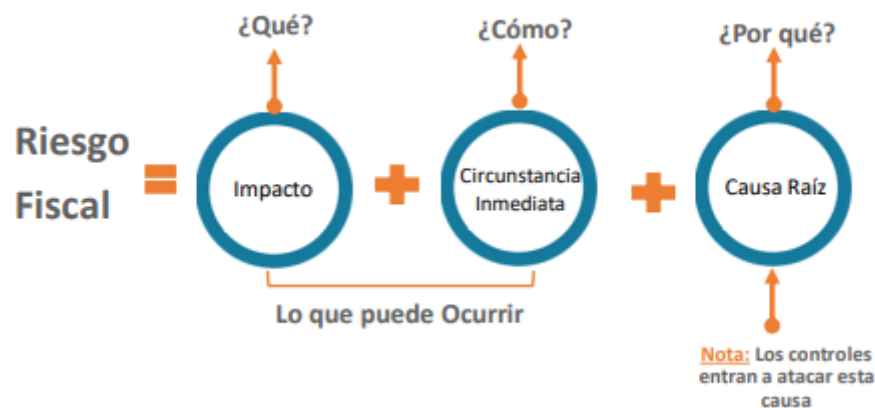 ¿Qué?
¿Cómo?
¿Por qué?
Riesgo
Fiscal
=
Impacto
+
Circunstancia
Inmediata
+
Causa Raíz
Lo que puede Ocurrir
Nota: Los controles
entran a atacar esta
causa